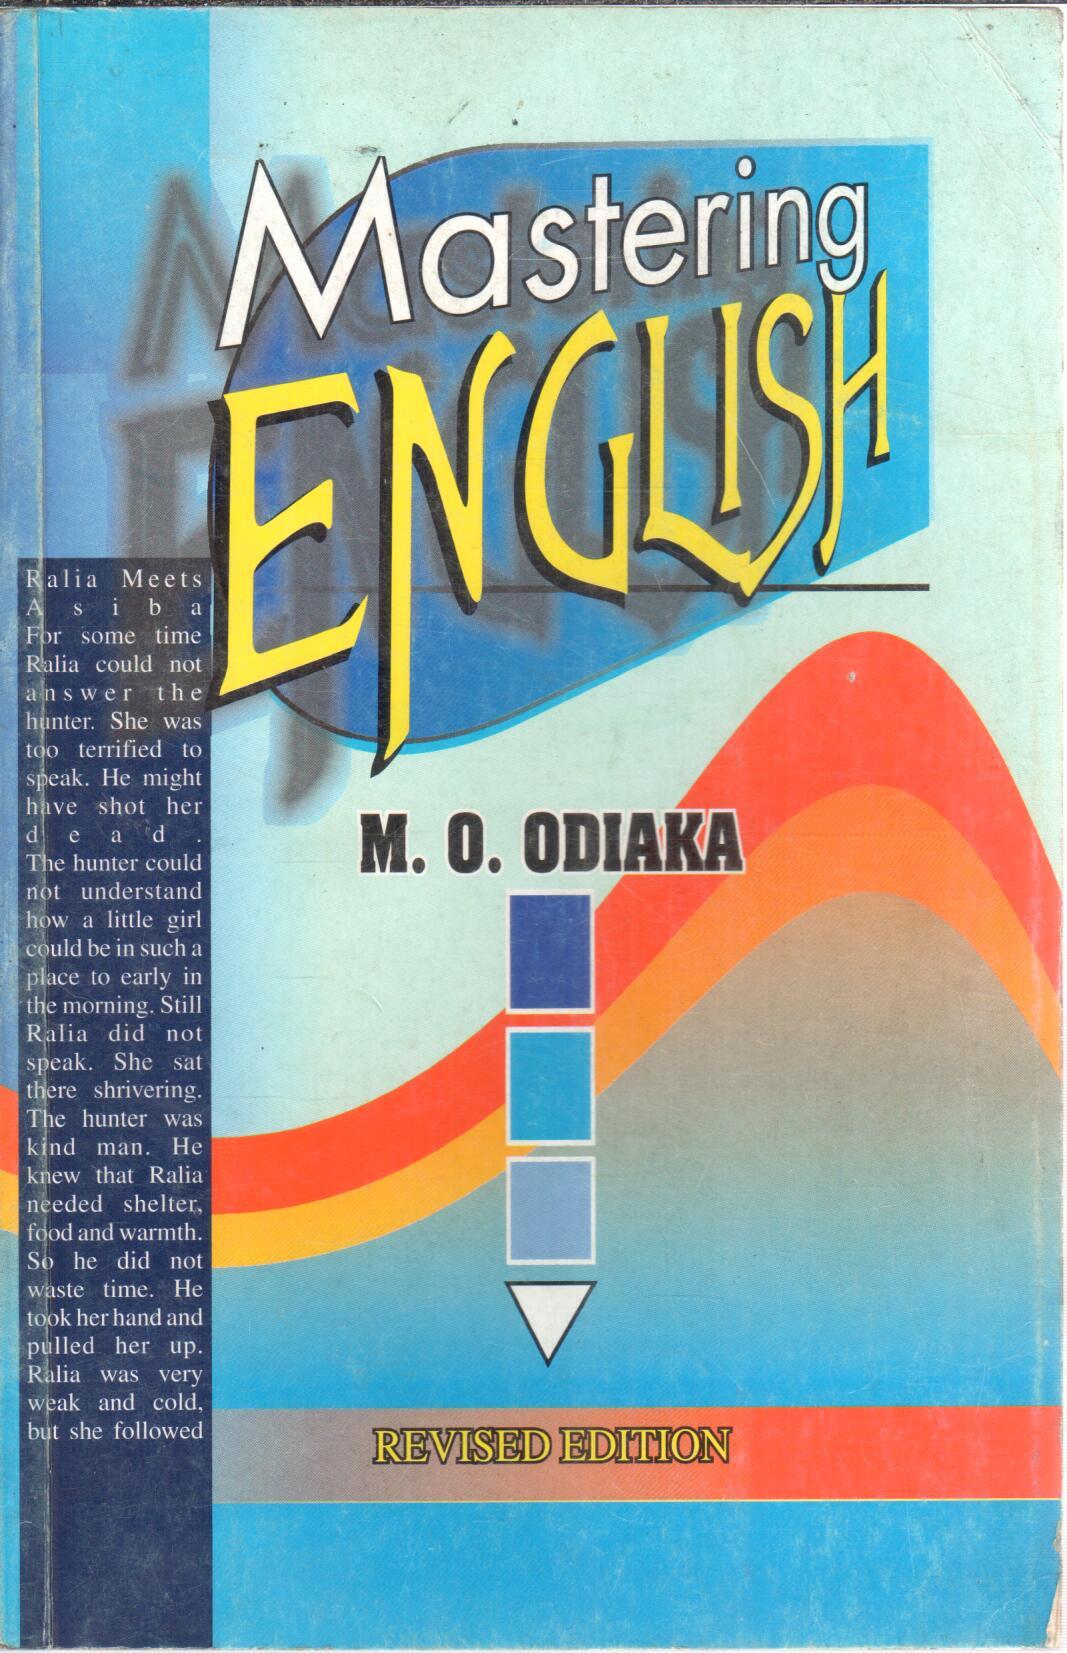 Mastering
ENGLISH
Ralia Meets
Asiba
For some time
Ralia could not
answer the
hunter. She was
too terrified to
speak. He might
have shot her
dead.
The hunter could
not understand
how a little girl
could be in such a
place to early in
the morning. Still
Ralia did not
speak. She sat
there shrivering.
The hunter was
kind man. He
knew that Ralia
needed shelter,
food and warmth.
So he did not
waste time. He
took her hand and
pulled her up.
Ralia was very
weak and cold,
but she followed
M. O. ODIAKA
REVISED EDITION